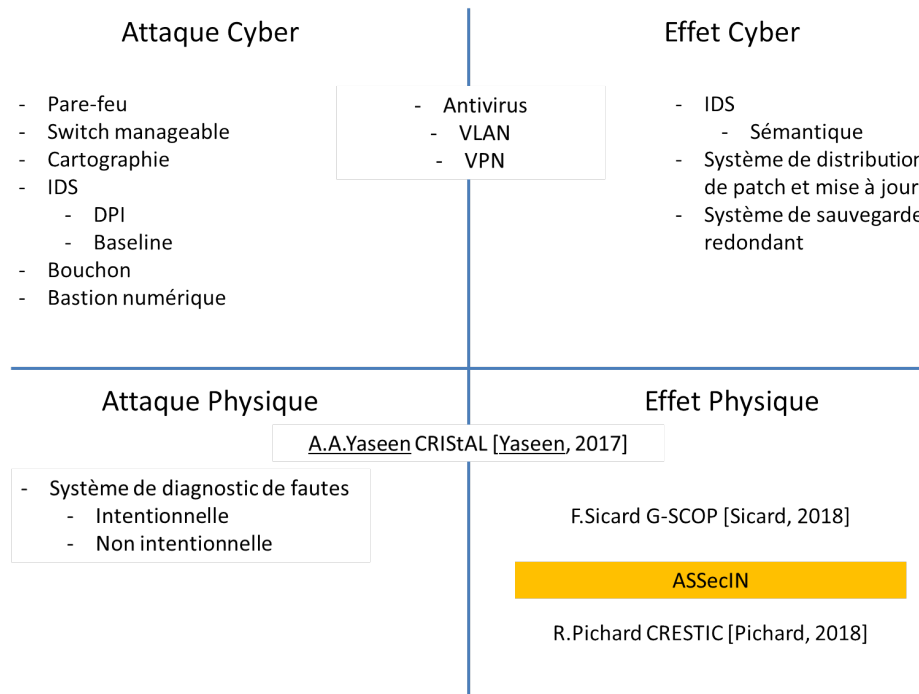 Attaque Cyber
- Pare-feu
- Switch manageable
- Cartographie
- IDS
- DPI
- Baseline
- Bouchon
- Bastion numérique
- Antivirus
- VLAN
- VPN
Effet Cyber
- IDS
- Sémantique
- Système de distribution
de patch et mise à jour
- Système de sauvegarde
redondant
Attaque Physique
Effet Physique
A.A.Yaseen CRIStAL [Yaseen, 2017]
- Système de diagnostic de fautes
- Intentionnelle
- Non intentionnelle
F.Sicard G-SCOP [Sicard, 2018]
ASSecIN
R.Pichard CRESTIC [Pichard, 2018]